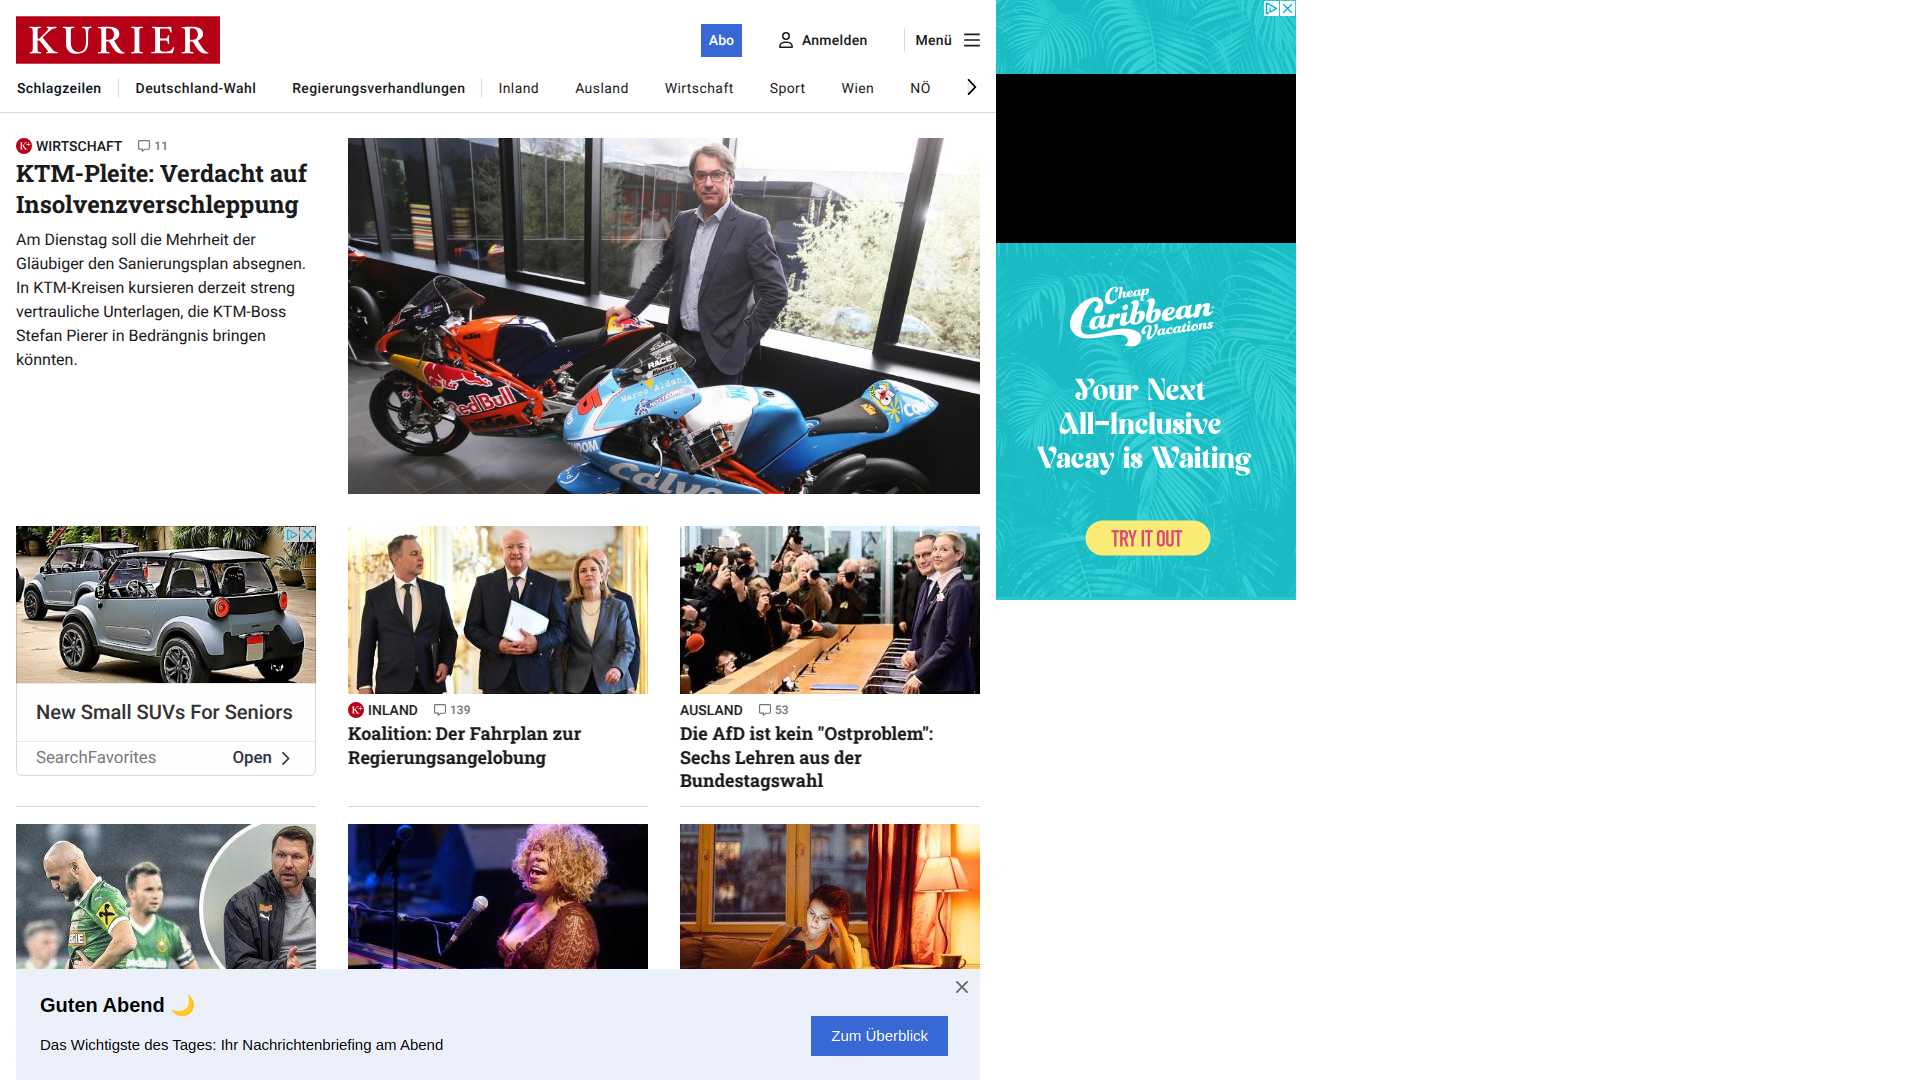 KURIER
Abo
Anmelden
Menü
Schlagzeilen
Deutschland-Wahl
Regierungsverhandlungen
Inland
Ausland
Wirtschaft
Sport
Wien
NÖ
K+ WIRTSCHAFT 11
KTM-Pleite: Verdacht auf
Insolvenzverschleppung
Am Dienstag soll die Mehrheit der
Gläubiger den Sanierungsplan absegnen.
In KTM-Kreisen kursieren derzeit streng
vertrauliche Unterlagen, die KTM-Boss
Stefan Pierer in Bedrängnis bringen
könnten.
RedBull
KTM
RACE
Calvo
Cheap
Caribbean
Vacations
Your Next
All-Inclusive
Vacay is Waiting
TRY IT OUT
New Small SUVs For Seniors
SearchFavorites
Open
K+ INLAND 139
Koalition: Der Fahrplan zur
Regierungsangelobung
AUSLAND 53
Die AfD ist kein "Ostproblem":
Sechs Lehren aus der
Bundestagswahl
Guten Abend 🌙
Das Wichtigste des Tages: Ihr Nachrichtenbriefing am Abend
Zum Überblick